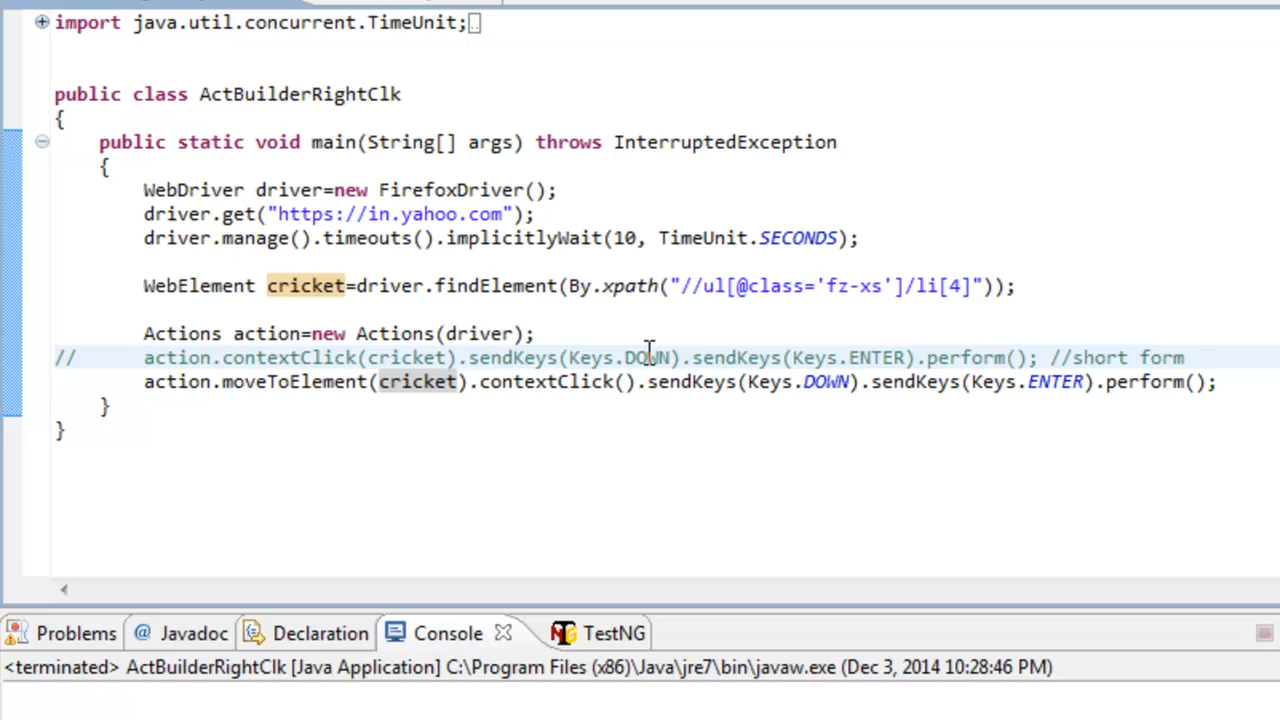 import java.util.concurrent.TimeUnit;
public class ActBuilderRightClk
{
public static void main(String[] args) throws InterruptedException
{
WebDriver driver=new FirefoxDriver();
driver.get("https://in.yahoo.com");
driver.manage().timeouts().implicitlyWait(10, TimeUnit.SECONDS);
WebElement cricket=driver.findElement(By.xpath("//ul[@class='fz-xs']/li[4]"));
Actions action=new Actions(driver);
// action.contextClick(cricket).sendKeys(Keys.DOWN).sendKeys(Keys.ENTER).perform(); //short form
action.moveToElement(cricket).contextClick().sendKeys(Keys.DOWN).sendKeys(Keys.ENTER).perform();
}
}
Problems @ Javadoc Declaration Console TestNG
<terminated> ActBuilderRightClk [Java Application] C:\Program Files (x86)\Java\jre7\bin\javaw.exe (Dec 3, 2014 10:28:46 PM)